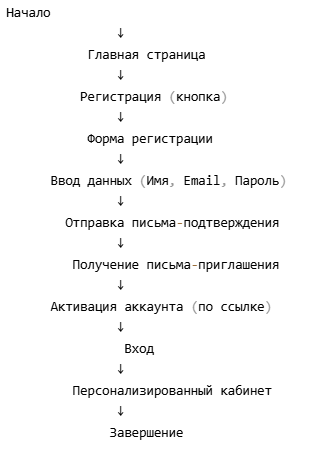 Начало
↓
Главная страница
↓
Регистрация (кнопка)
↓
Форма регистрации
↓
Ввод данных (Имя, Email, Пароль)
↓
Отправка письма-подтверждения
↓
Получение письма-приглашения
↓
Активация аккаунта (по ссылке)
↓
Вход
↓
Персонализированный кабинет
↓
Завершение